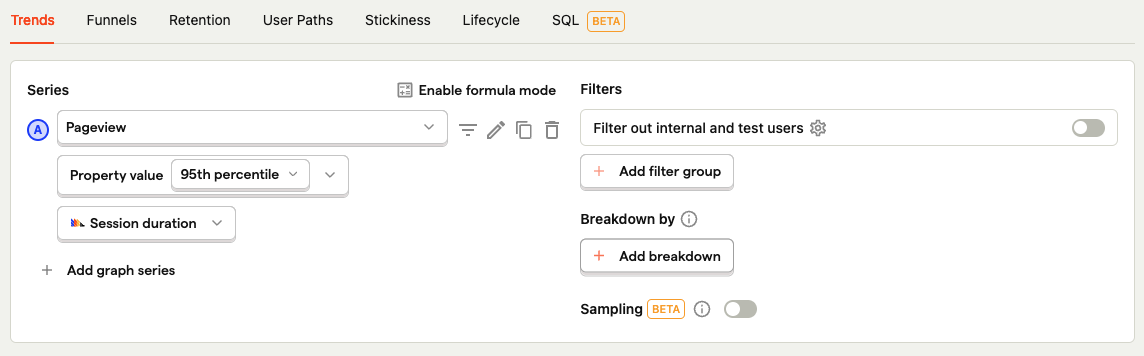 Trends Funnels Retention User Paths Stickiness Lifecycle SQL BETA
Series
Enable formula mode
A Pageview
Property value 95th percentile
Session duration
Add graph series
Filters
Filter out internal and test users
Add filter group
Breakdown by
Add breakdown
Sampling BETA